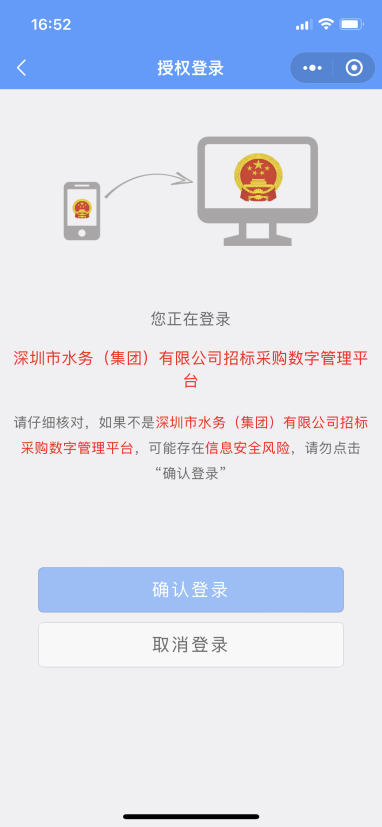 16:52
授权登录
您正在登录
深圳市水务（集团）有限公司招标采购数字管理平
台
请仔细核对，如果不是深圳市水务（集团）有限公司招标
采购数字管理平台，可能存在信息安全风险，请勿点击
“确认登录”
确认登录
取消登录